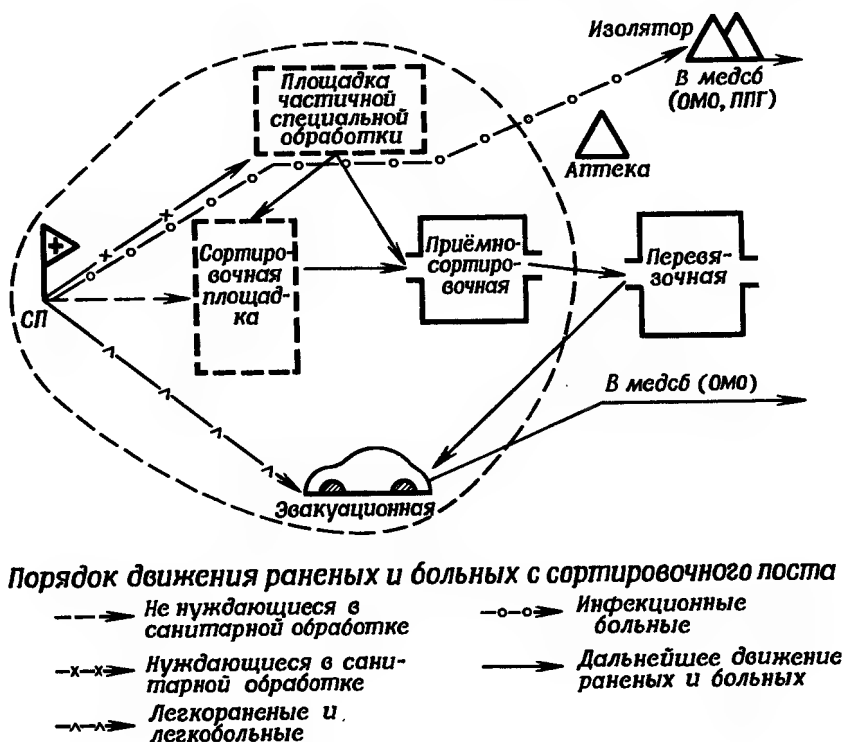 Изолятор
В медсб
(ОМО, ППГ)
Площадка
частичной
специальной
обработки
Аптека
Сортиро-
вочная
площад-
ка
Приёмно-
сортиро-
вочная
Перевя-
зочная
СП
В медсб (ОМО)
Эвакуационная
Порядок движения раненых и больных с сортировочного поста
Не нуждающиеся в
санитарной обработке
Нуждающиеся в сани-
тарной обработке
Легкораненые и
легкобольные
Инфекционные
больные
Дальнейшее движение
раненых и больных